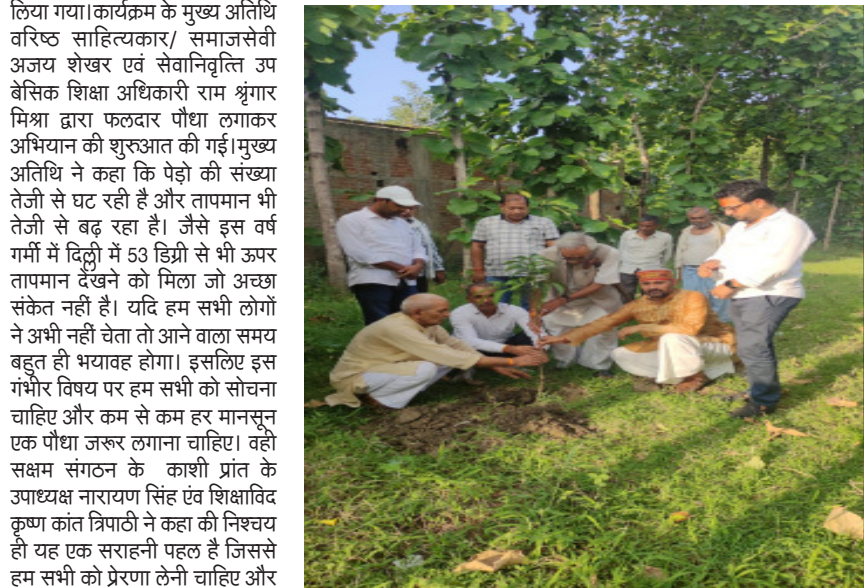 लिया गया।कार्यक्रम के मुख्य अतिथि
वरिष्ठ साहित्यकार/ समाजसेवी
अजय शेखर एवं सेवानिवृत्ति उप
बेसिक शिक्षा अधिकारी राम श्रृंगार
मिश्रा द्वारा फलदार पौधा लगाकर
अभियान की शुरुआत की गई।मुख्य
अतिथि ने कहा कि पेड़ो की संख्या
तेजी से घट रही है और तापमान भी
तेजी से बढ़ रहा है। जैसे इस वर्ष
गर्मी में दिल्ली में 53 डिग्री से भी ऊपर
तापमान देखने को मिला जो अच्छा
संकेत नहीं है। यदि हम सभी लोगों
ने अभी नहीं चेता तो आने वाला समय
बहुत ही भयावह होगा। इसलिए इस
गंभीर विषय पर हम सभी को सोचना
चाहिए और कम से कम हर मानसून
एक पौधा जरूर लगाना चाहिए। वही
सक्षम संगठन के काशी प्रांत के
उपाध्यक्ष नारायण सिंह एंव शिक्षाविद
कृष्ण कांत त्रिपाठी ने कहा की निश्चय
ही यह एक सराहनी पहल है जिससे
हम सभी को प्रेरणा लेनी चाहिए और